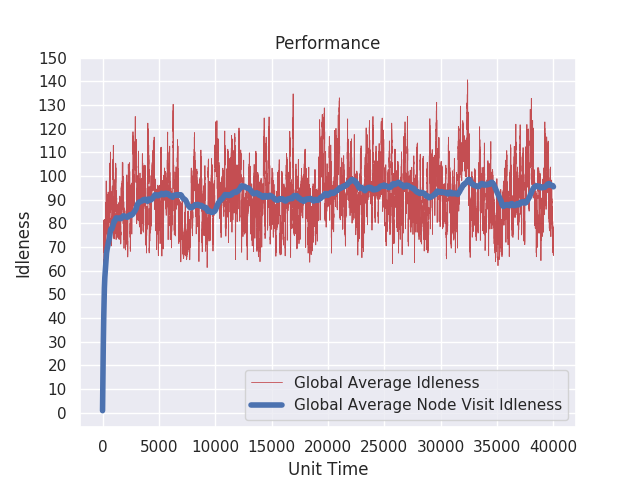 Performance
150
140
130
120
110
100
90
80
70
60
50
40
30
20
10
0
Idleness
Global Average Idleness
Global Average Node Visit Idleness
0 5000 10000 15000 20000 25000 30000 35000 40000
Unit Time